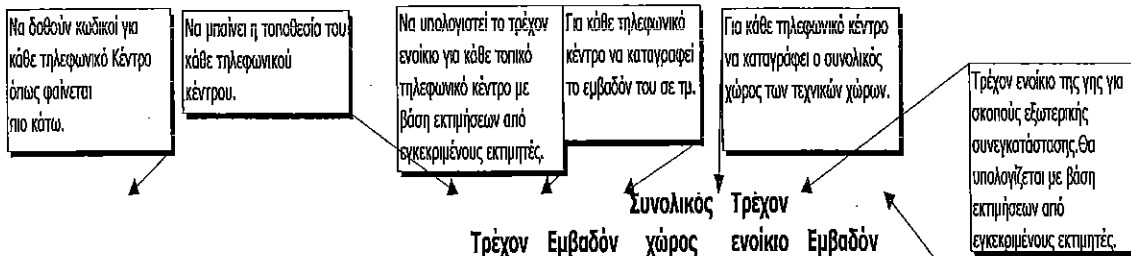 Να δοθούν κωδικοί για
κάθε τηλεφωνικό Κέντρο
όπως φαίνεται
πιο κάτω.
Να μπαίνει η τοποθεσία του
κάθε τηλεφωνικού
κέντρου.
Να υπολογιστεί το τρέχον
ενοίκιο για κάθε τοπικό
τηλεφωνικό κέντρο με
βάση εκτιμήσεων από
εγκεκριμένους εκτιμητές.
Για κάθε τηλεφωνικό
κέντρο να καταγραφεί
το εμβαδόν του σε τμ.
Για κάθε τηλεφωνικό κέντρο
να καταγράφει ο συνολικός
χώρος των τεχνικών χώρων.
Τρέχον ενοίκιο της γης για
σκοπούς εξωτερικής
συνεγκατάστασης.Θα
υπολογίζεται με βάση
εκτιμήσεων από
εγκεκριμένους εκτιμητές.
Συνολικός Τρέχον
Τρέχον Εμβαδόν χώρος ενοίκιο Εμβαδόν